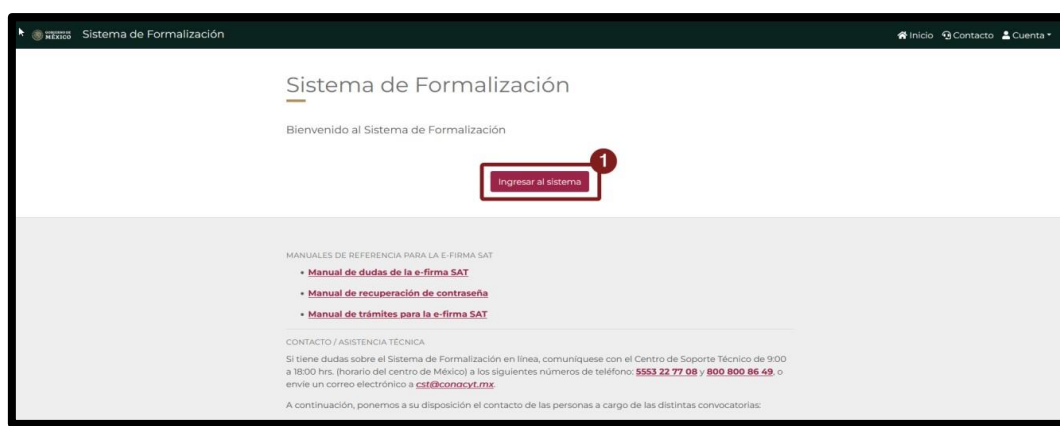 GOBIERNO DE
MÉXICO
Sistema de Formalización
Inicio
Contacto
Cuenta
Sistema de Formalización
Bienvenido al Sistema de Formalización
1
Ingresar al sistema
MANUALES DE REFERENCIA PARA LA E-FIRMA SAT
• Manual de dudas de la e-firma SAT
• Manual de recuperación de contraseña
• Manual de trámites para la e-firma SAT
CONTACTO / ASISTENCIA TÉCNICA
Si tiene dudas sobre el Sistema de Formalización en línea, comuníquese con el Centro de Soporte Técnico de 9:00
a 18:00 hrs. (horario del centro de México) a los siguientes números de teléfono: 5553 22 77 08 y 800 800 86 49, o
envíe un correo electrónico a cst@conacyt.mx.
A continuación, ponemos a su disposición el contacto de las personas a cargo de las distintas convocatorias: